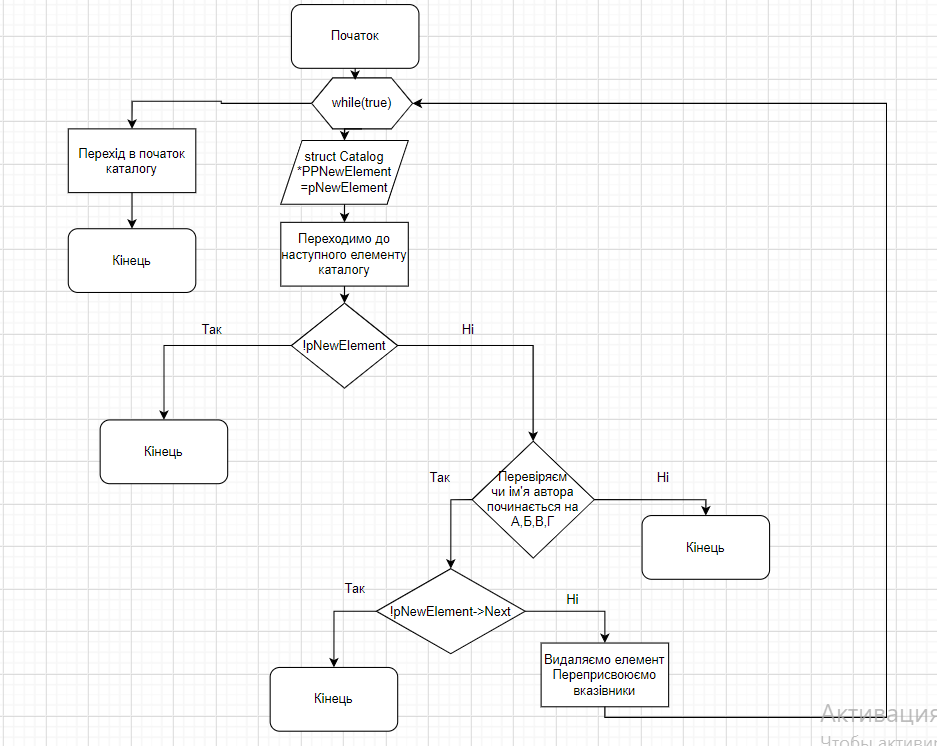 Початок
while(true)
Перехід в початок
каталогу
struct Catalog
*PPNewElement
=pNewElement
Кінець
Переходимо до
наступного елементу
каталогу
Так
Ні
!pNewElement
Кінець
Так
Перевіряєм
чи ім'я автора
починається на
А,Б,В,Г
Ні
Кінець
Так
!pNewElement->Next
Ні
Кінець
Видаляємо елемент
Переприсвоюємо
вказівники
Активация
Чтобы активир